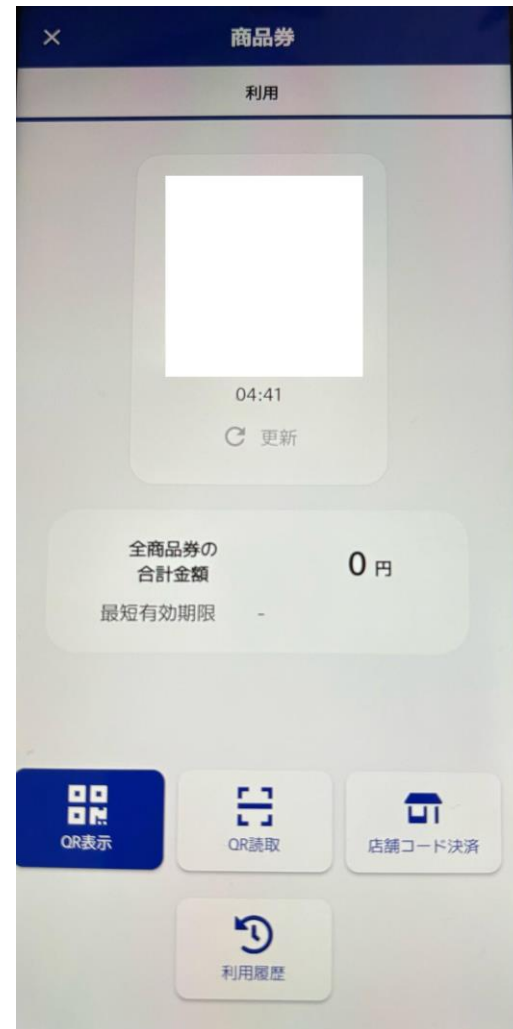 ×
商品券
利用
04:41
更新
全商品券の
合計金額
0 円
最短有効期限 -
QR表示
QR読取
店舗コード決済
利用履歴